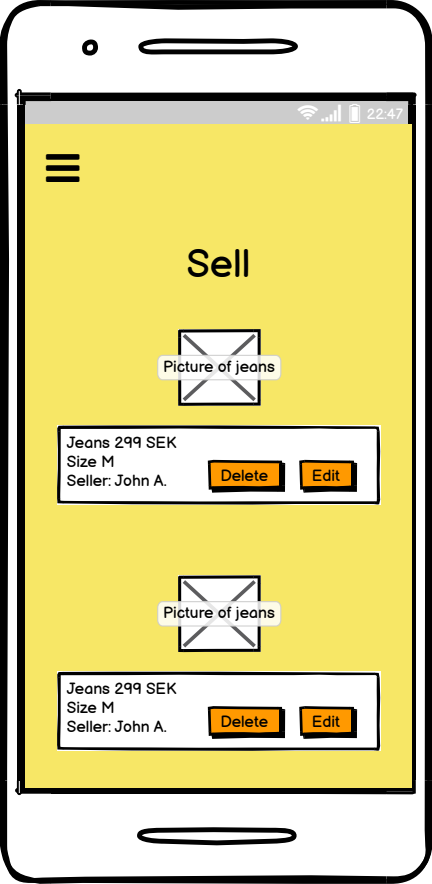 22:47
Sell
Picture of jeans
Jeans 299 SEK
Size M
Seller: John A.
Delete
Edit
Picture of jeans
Jeans 299 SEK
Size M
Seller: John A.
Delete
Edit